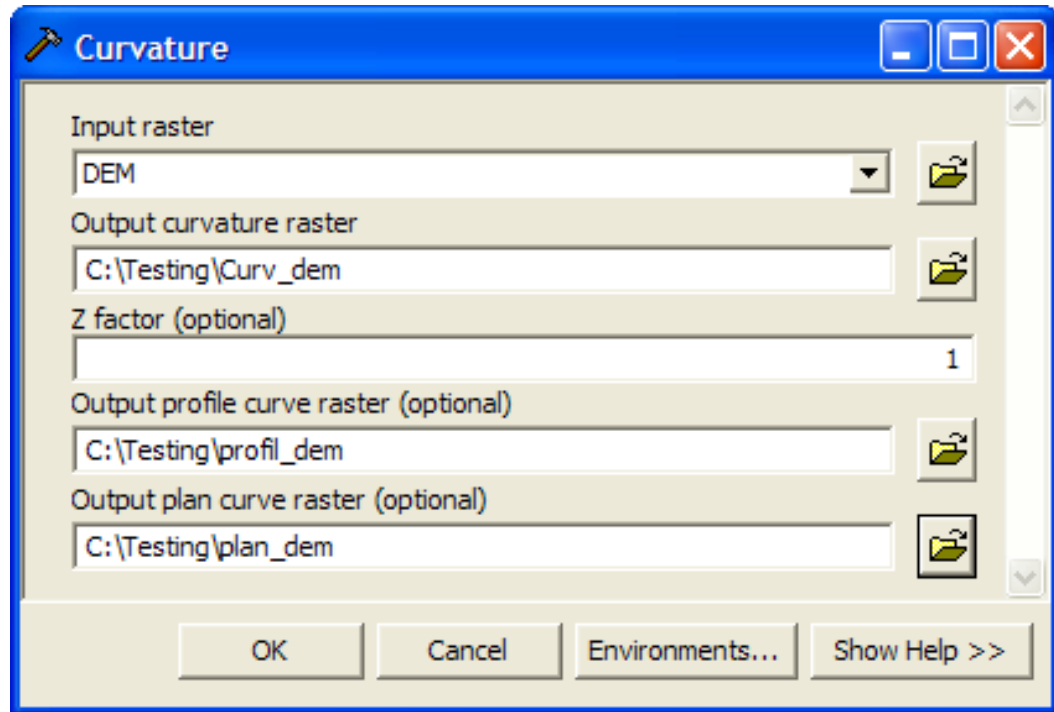 Curvature
Input raster
DEM
Output curvature raster
C:\Testing\Curv_dem
Z factor (optional)
1
Output profile curve raster (optional)
C:\Testing\profil_dem
Output plan curve raster (optional)
C:\Testing\plan_dem
OK Cancel Environments... Show Help >>